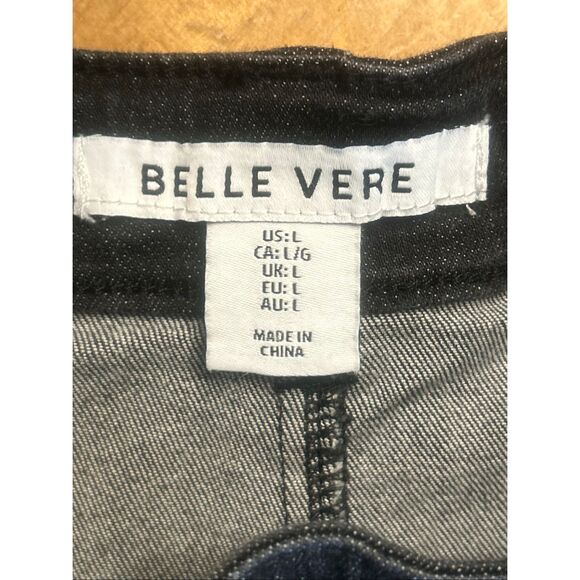 BELLE VERE
US: L
CA: L/G
UK: L
EU: L
AU: L
MADE IN
CHINA